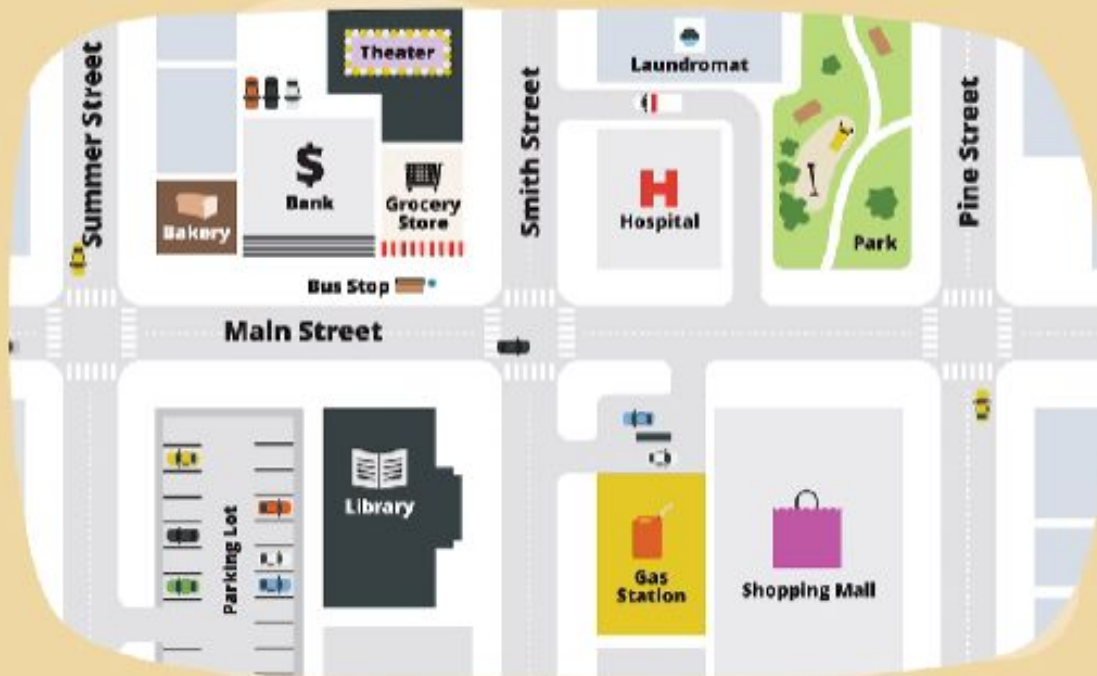 Summer Street
Theater
$
Bank
Bakery
Grocery
Store
Bus Stop
Smith Street
Laundromat
H
Hospital
Park
Pine Street
Main Street
Parking Lot
Library
Gas
Station
Shopping Mall